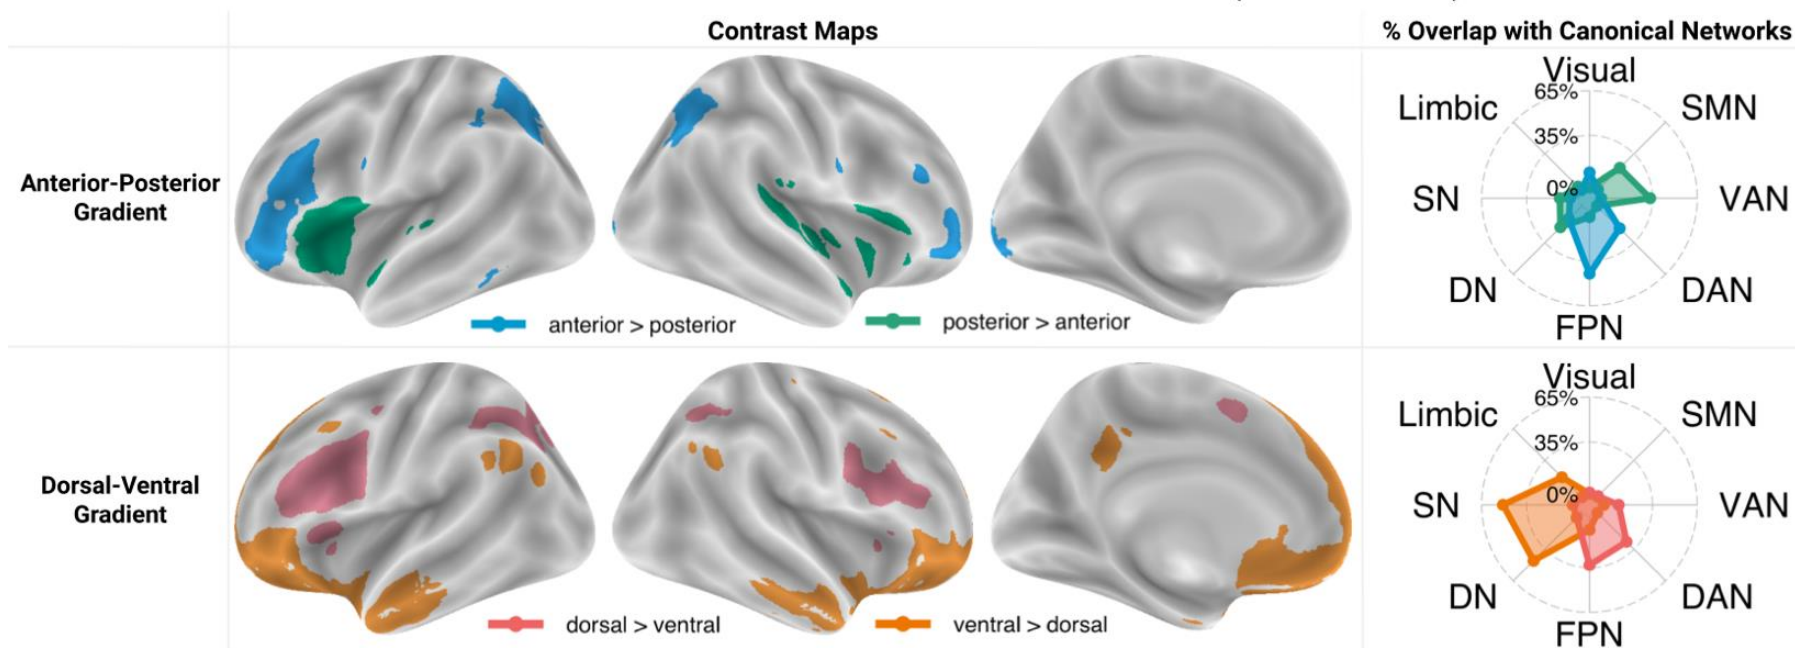 Contrast Maps
% Overlap with Canonical Networks
Anterior-Posterior
Gradient
anterior > posterior
posterior > anterior
Visual
65%
Limbic
SMN
35%
0%
SN
VAN
DN
DAN
FPN
Dorsal-Ventral
Gradient
dorsal > ventral
ventral > dorsal
Visual
65%
Limbic
SMN
35%
0%
SN
VAN
DN
DAN
FPN